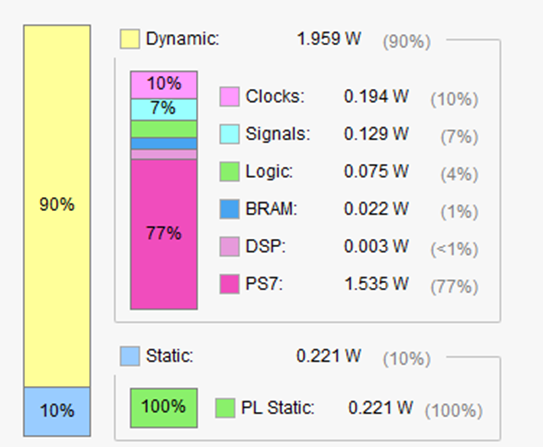 Dynamic: 1.959 W (90%)
10% Clocks: 0.194 W (10%)
7% Signals: 0.129 W (7%)
Logic: 0.075 W (4%)
90% BRAM: 0.022 W (1%)
77% DSP: 0.003 W (<1%)
PS7: 1.535 W (77%)
Static: 0.221 W (10%)
10% 100% PL Static: 0.221 W (100%)